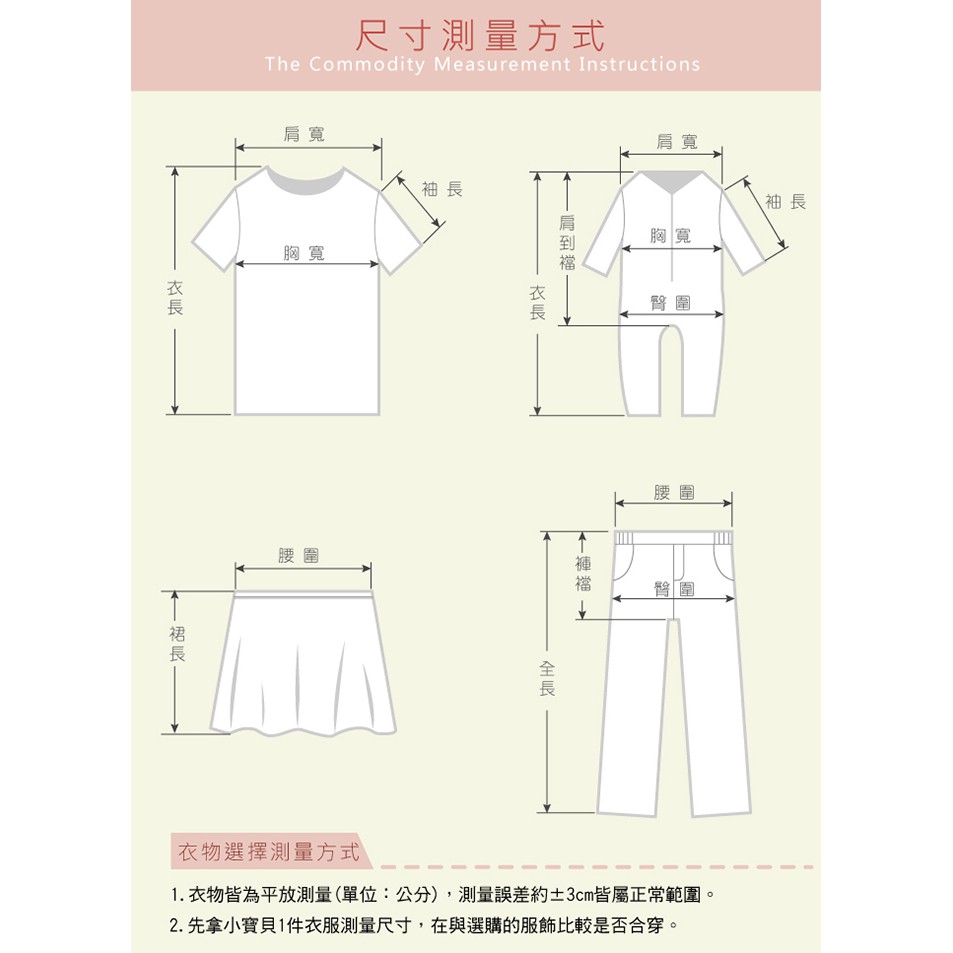 尺寸測量方式
The Commodity Measurement Instructions
肩寬
袖長
胸寬
衣長
肩寬
袖長
肩到襠
胸寬
衣長
臀圍
腰圍
裙長
腰圍
褲襠
臀圍
全長
衣物選擇測量方式
1. 衣物皆為平放測量(單位：公分)，測量誤差約±3cm皆屬正常範圍。
2. 先拿小寶貝1件衣服測量尺寸，在與選購的服飾比較是否合穿。